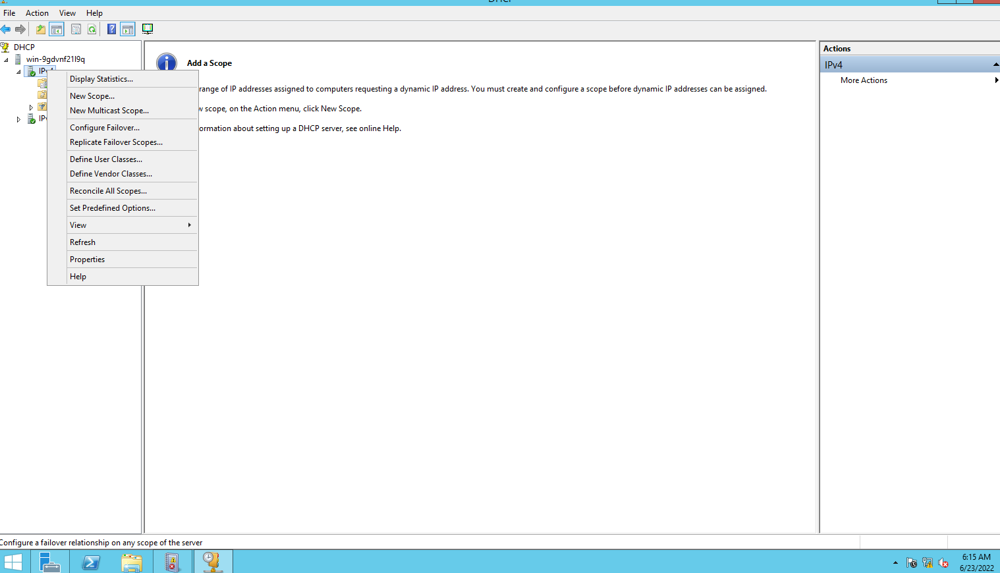 DHCP
File Action View Help
DHCP
win-9gdvnf21l9q
Display Statistics...
New Scope...
New Multicast Scope...
Configure Failover...
Replicate Failover Scopes...
Define User Classes...
Define Vendor Classes...
Reconcile All Scopes...
Set Predefined Options...
View
Refresh
Properties
Help
Add a Scope
range of IP addresses assigned to computers requesting a dynamic IP address. You must create and configure a scope before dynamic IP addresses can be assigned.
scope, on the Action menu, click New Scope.
about setting up a DHCP server, see online Help.
Actions
IPv4
More Actions
Configure a failover relationship on any scope of the server
6:15 AM
6/23/2022